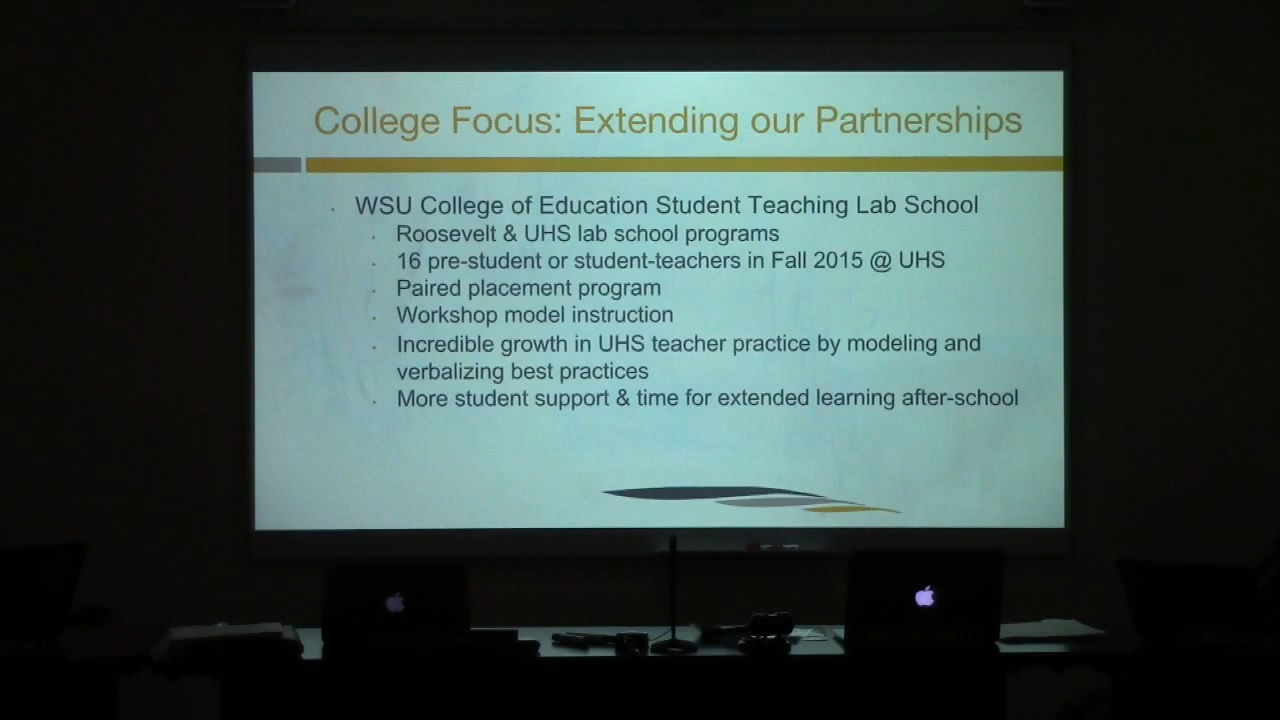 College Focus: Extending our Partnerships
WSU College of Education Student Teaching Lab School
Roosevelt & UHS lab school programs
16 pre-student or student-teachers in Fall 2015 @ UHS
Paired placement program
Workshop model instruction
Incredible growth in UHS teacher practice by modeling and
verbalizing best practices
More student support & time for extended learning after-school